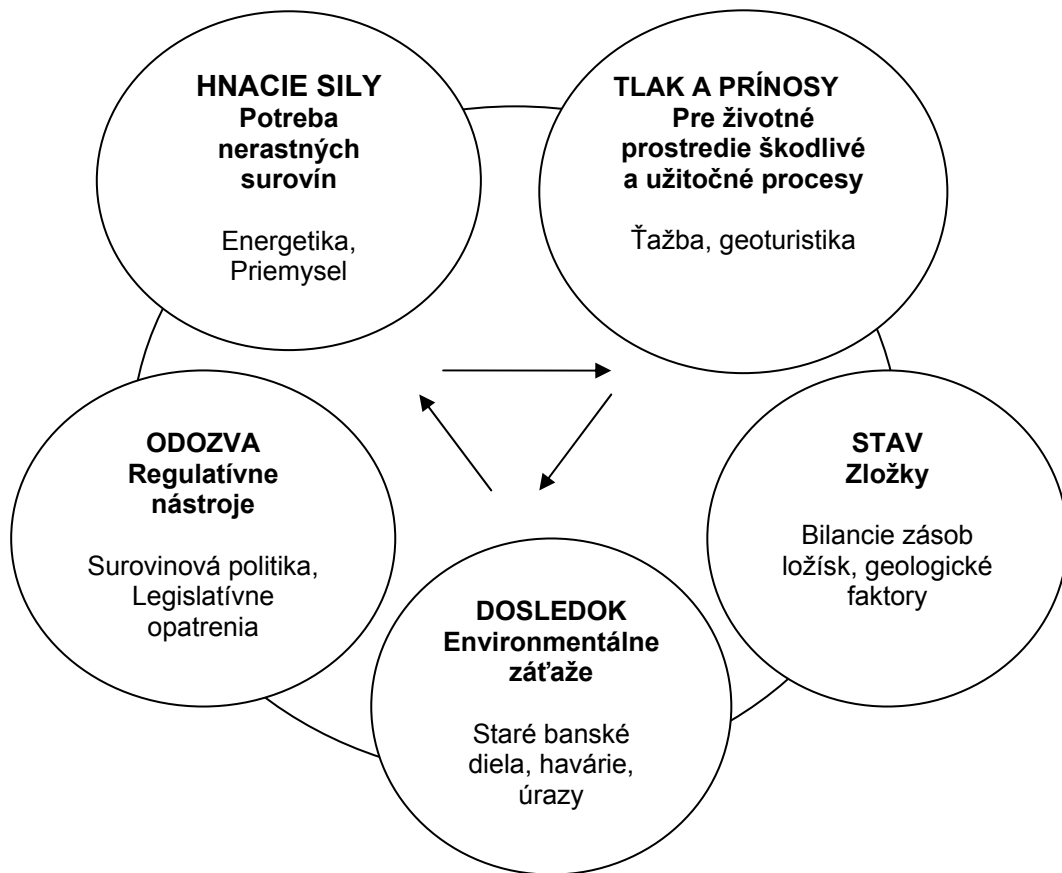 HNACIE SILY
Potreba
nerastných
surovín
Energetika,
Priemysel
TLAK A PRÍNOSY
Pre životné
prostredie škodlivé
a užitočné procesy
Ťažba, geoturistika
STAV
Zložky
Bilancie zásob
ložísk, geologické
faktory
DOSLEDOK
Environmentálne
záťaže
Staré banské
diela, havárie,
úrazy
ODOZVA
Regulatívne
nástroje
Surovinová politika,
Legislatívne
opatrenia